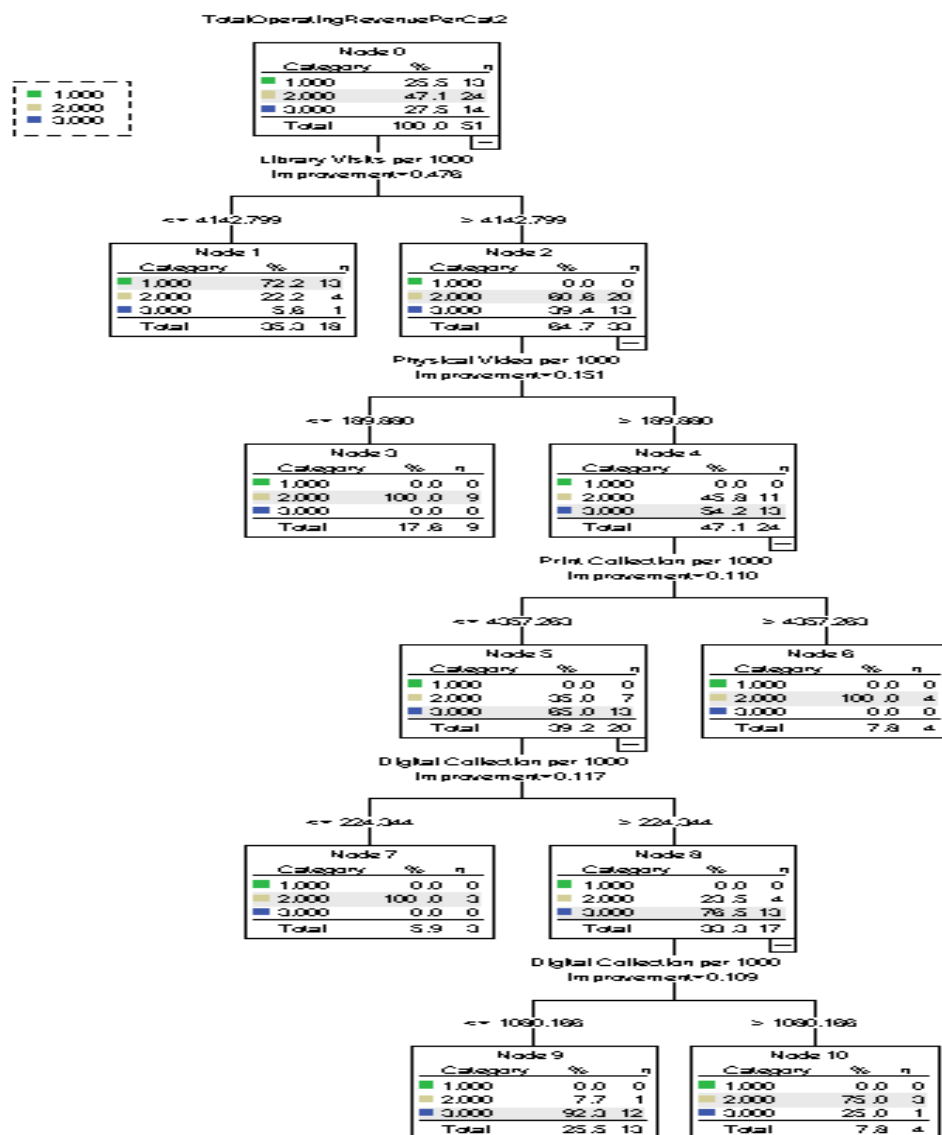 TotalOperatingRevenuePerCat2
1.000
2.000
3.000
Node 0
Category % n
1.000 25.5 13
2.000 47.1 24
3.000 27.5 14
Total 100.0 51
Library Visits per 1000
Improvement=0.476
<= 4142.799
> 4142.799
Node 1
Category % n
1.000 72.2 13
2.000 22.2 4
3.000 5.6 1
Total 35.3 18
Node 2
Category % n
1.000 0.0 0
2.000 60.6 20
3.000 39.4 13
Total 64.7 33
Physical Video per 1000
Improvement=0.151
<= 189.880
> 189.880
Node 3
Category % n
1.000 0.0 0
2.000 100.0 9
3.000 0.0 0
Total 17.6 9
Node 4
Category % n
1.000 0.0 0
2.000 45.8 11
3.000 54.2 13
Total 47.1 24
Print Collection per 1000
Improvement=0.110
<= 4357.263
> 4357.263
Node 5
Category % n
1.000 0.0 0
2.000 35.0 7
3.000 65.0 13
Total 39.2 20
Node 6
Category % n
1.000 0.0 0
2.000 100.0 4
3.000 0.0 0
Total 7.8 4
Digital Collection per 1000
Improvement=0.117
<= 224.344
> 224.344
Node 7
Category % n
1.000 0.0 0
2.000 100.0 3
3.000 0.0 0
Total 5.9 3
Node 8
Category % n
1.000 0.0 0
2.000 23.5 4
3.000 76.5 13
Total 33.3 17
Digital Collection per 1000
Improvement=0.109
<= 1080.166
> 1080.166
Node 9
Category % n
1.000 0.0 0
2.000 7.7 1
3.000 92.3 12
Total 25.5 13
Node 10
Category % n
1.000 0.0 0
2.000 75.0 3
3.000 25.0 1
Total 7.8 4